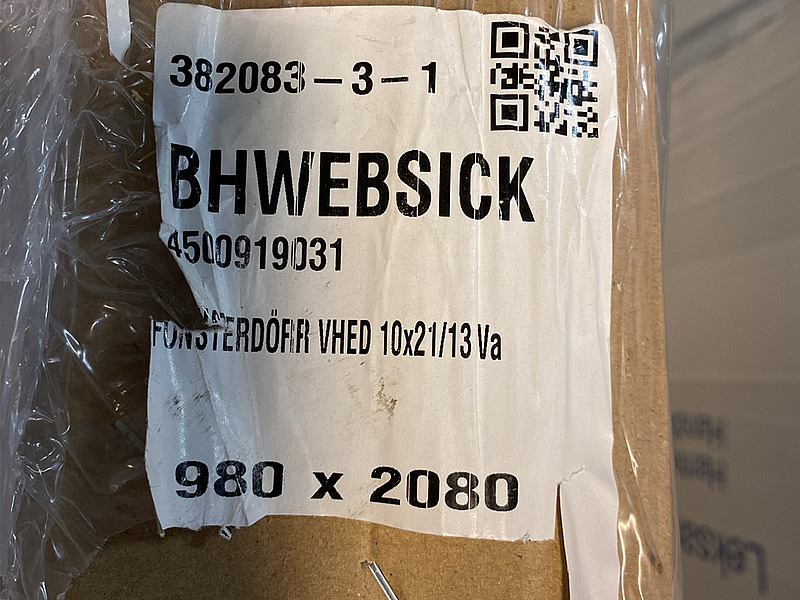 382083-3-1
BHWEBSICK
4500919031
FÖNSTERDÖRR VHED 10x21/13 Va
980 x 2080